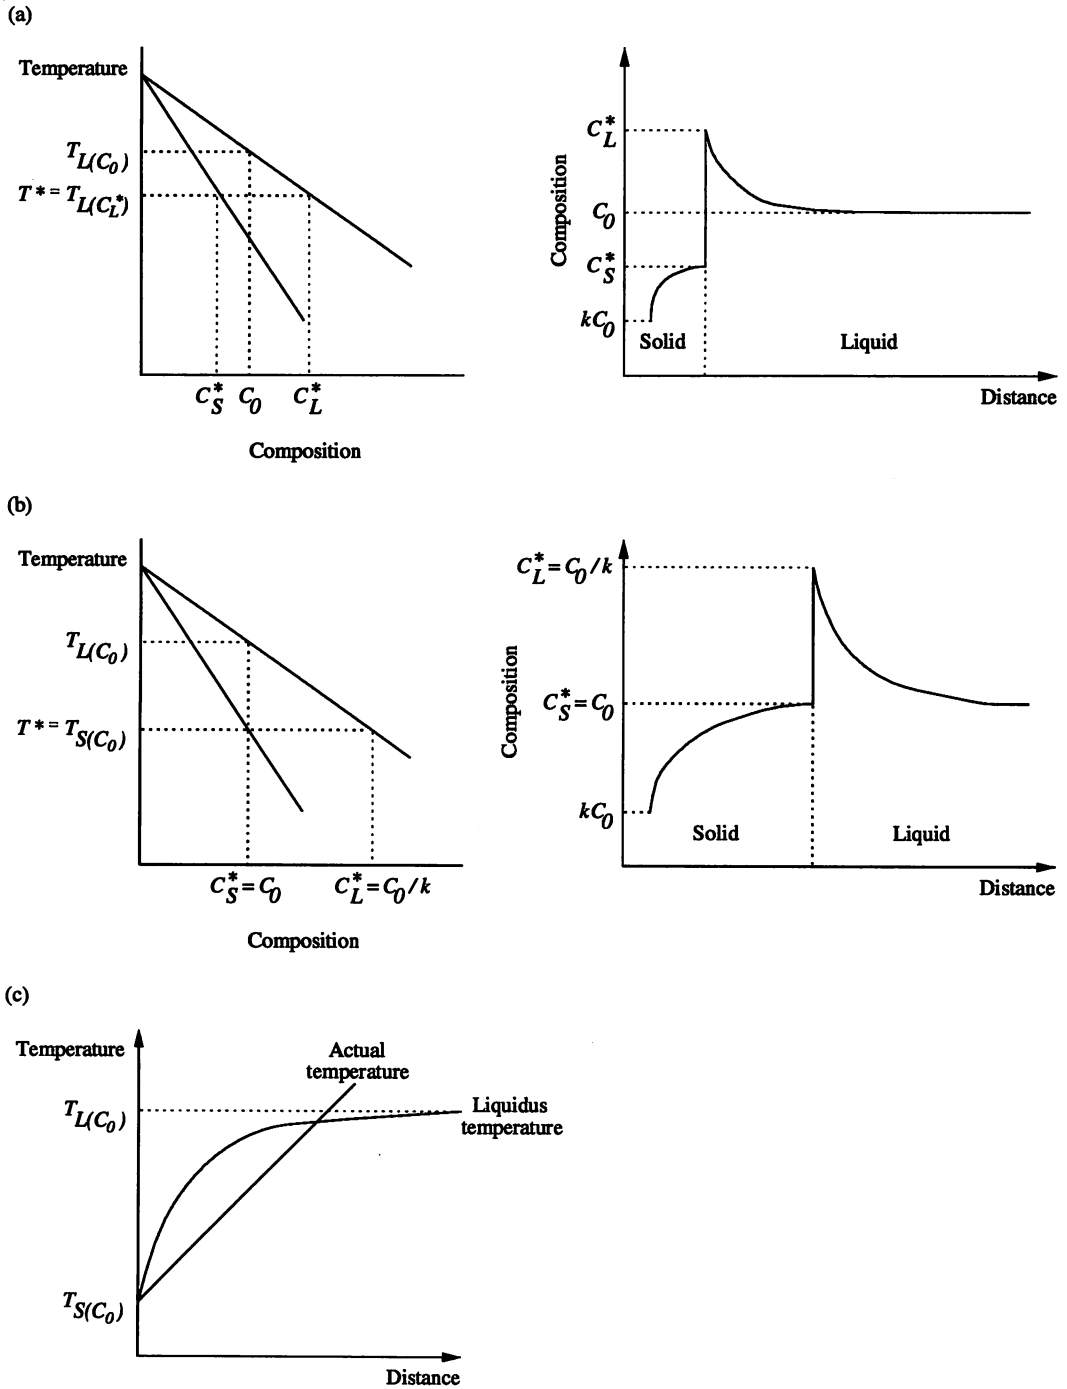 (a)
Temperature
T_L(C_0)
T* = T_L(C_L*)
C_S* C_0 C_L*
Composition
Composition
C_L*
C_0
C_S*
kC_0
Solid
Liquid
Distance
(b)
Temperature
T_L(C_0)
T* = T_S(C_0)
C_S* = C_0 C_L* = C_0/k
Composition
Composition
C_L* = C_0/k
C_S* = C_0
kC_0
Solid
Liquid
Distance
(c)
Temperature
Actual
temperature
T_L(C_0)
Liquidus
temperature
T_S(C_0)
Distance